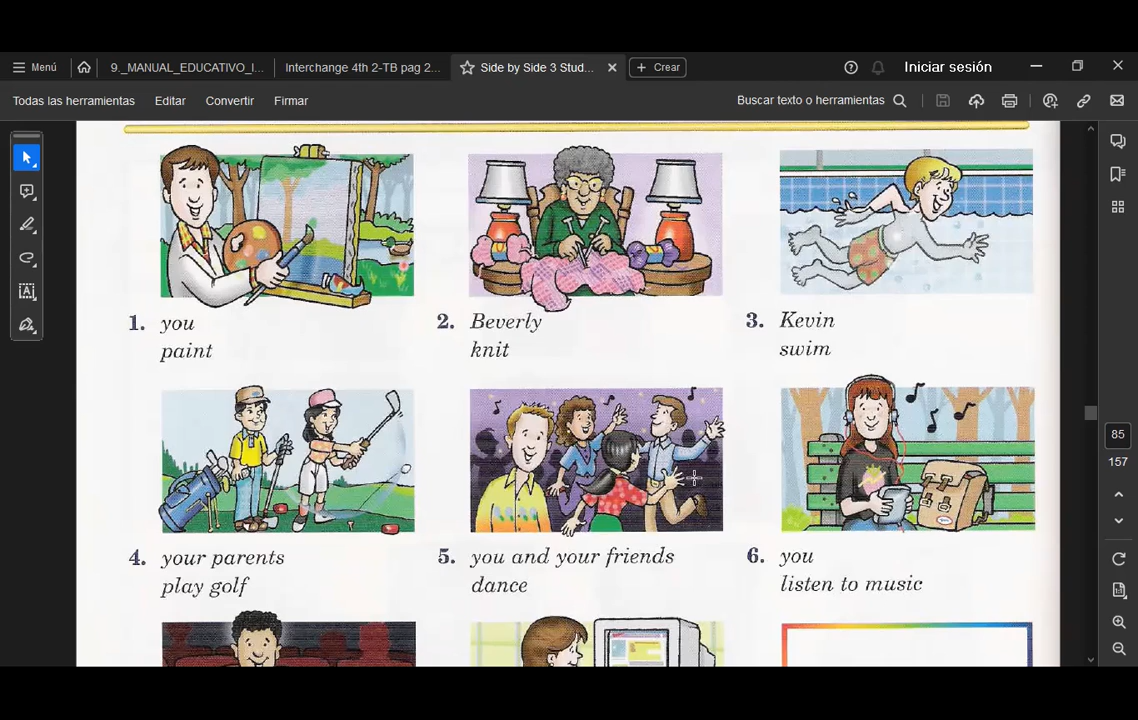 Menú
9._MANUAL_EDUCATIVO_I...
Interchange 4th 2-TB pag 2...
Side by Side 3 Stud...
Crear
Iniciar sesión
Todas las herramientas
Editar
Convertir
Firmar
Buscar texto o herramientas
1. you
paint
2. Beverly
knit
3. Kevin
swim
4. your parents
play golf
5. you and your friends
dance
6. you
listen to music
85
157